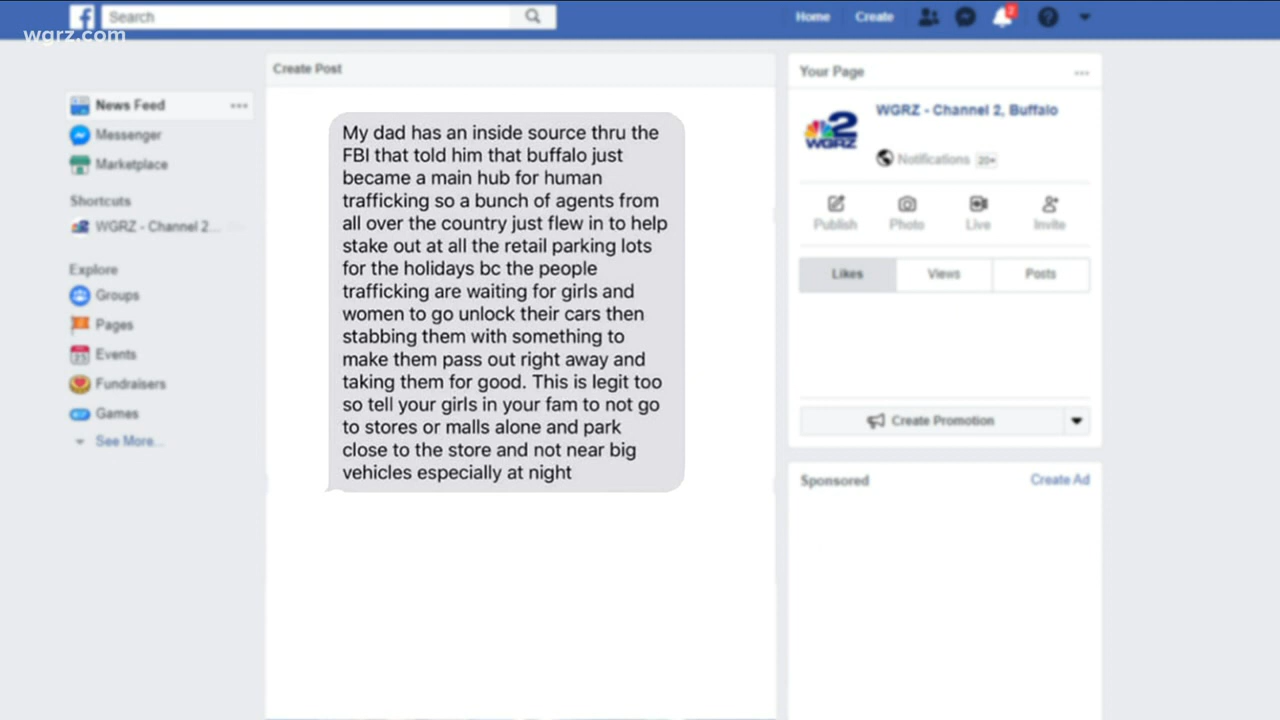 Search
Home
Create
2
wgrz.com
Create Post
News Feed
Messenger
Marketplace
Shortcuts
WGRZ - Channel 2...
Explore
Groups
Pages
Events
Fundraisers
Games
See More...
My dad has an inside source thru the
FBI that told him that buffalo just
became a main hub for human
trafficking so a bunch of agents from
all over the country just flew in to help
stake out at all the retail parking lots
for the holidays bc the people
trafficking are waiting for girls and
women to go unlock their cars then
stabbing them with something to
make them pass out right away and
taking them for good. This is legit too
so tell your girls in your fam to not go
to stores or malls alone and park
close to the store and not near big
vehicles especially at night
Your Page
2
WGRZ
WGRZ - Channel 2, Buffalo
Notifications 20+
Publish
Photo
Live
Invite
Likes
Views
Posts
Create Promotion
Sponsored
Create Ad